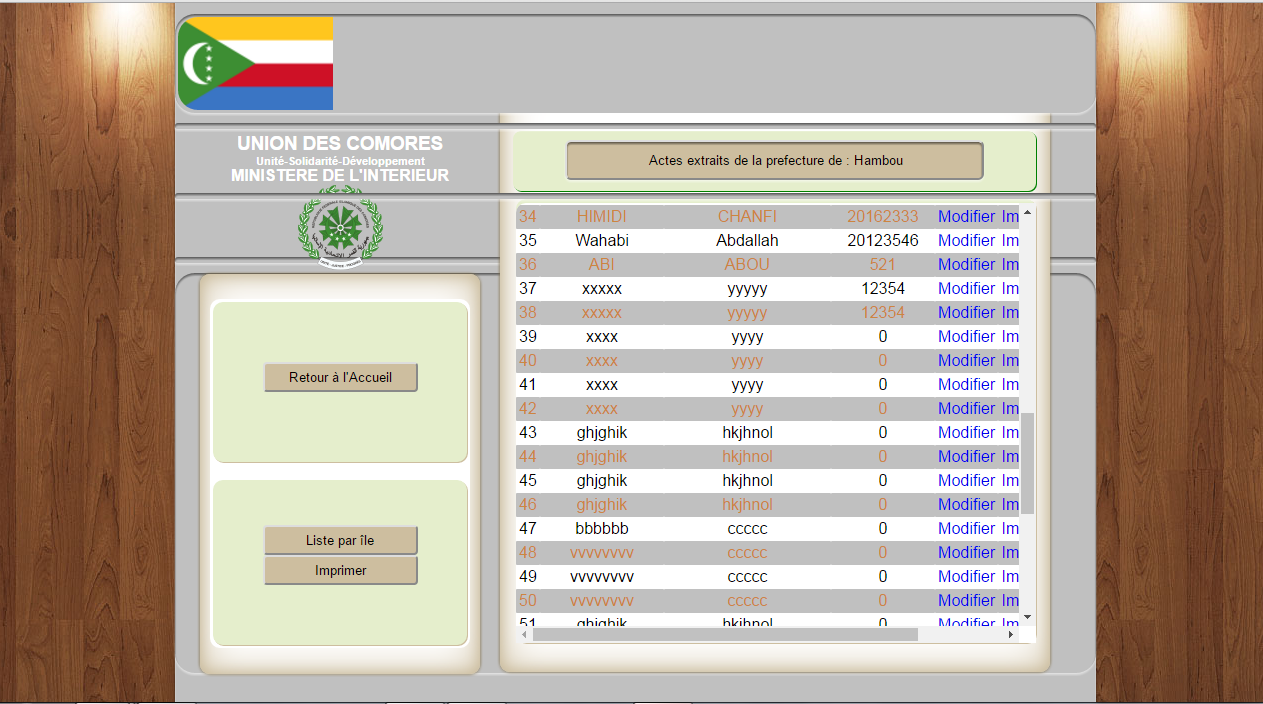 UNION DES COMORES
Unité-Solidarité-Développement
MINISTERE DE L'INTERIEUR
Actes extraits de la prefecture de : Hambou
Retour à l'Accueil
Liste par île
Imprimer
34 HIMIDI CHANFI 20162333 Modifier Im
35 Wahabi Abdallah 20123546 Modifier Im
36 ABI ABOU 521 Modifier Im
37 xxxxx yyyyy 12354 Modifier Im
38 xxxxx yyyyy 12354 Modifier Im
39 xxxx yyyy 0 Modifier Im
40 xxxx yyyy 0 Modifier Im
41 xxxx yyyy 0 Modifier Im
42 xxxx yyyy 0 Modifier Im
43 ghjghik hkjhnol 0 Modifier Im
44 ghjghik hkjhnol 0 Modifier Im
45 ghjghik hkjhnol 0 Modifier Im
46 ghjghik hkjhnol 0 Modifier Im
47 bbbbbb ccccc 0 Modifier Im
48 vvvvvvvv ccccc 0 Modifier Im
49 vvvvvvvv ccccc 0 Modifier Im
50 vvvvvvvv ccccc 0 Modifier Im
51 ghjghik hkjhnol 0 Modifier Im